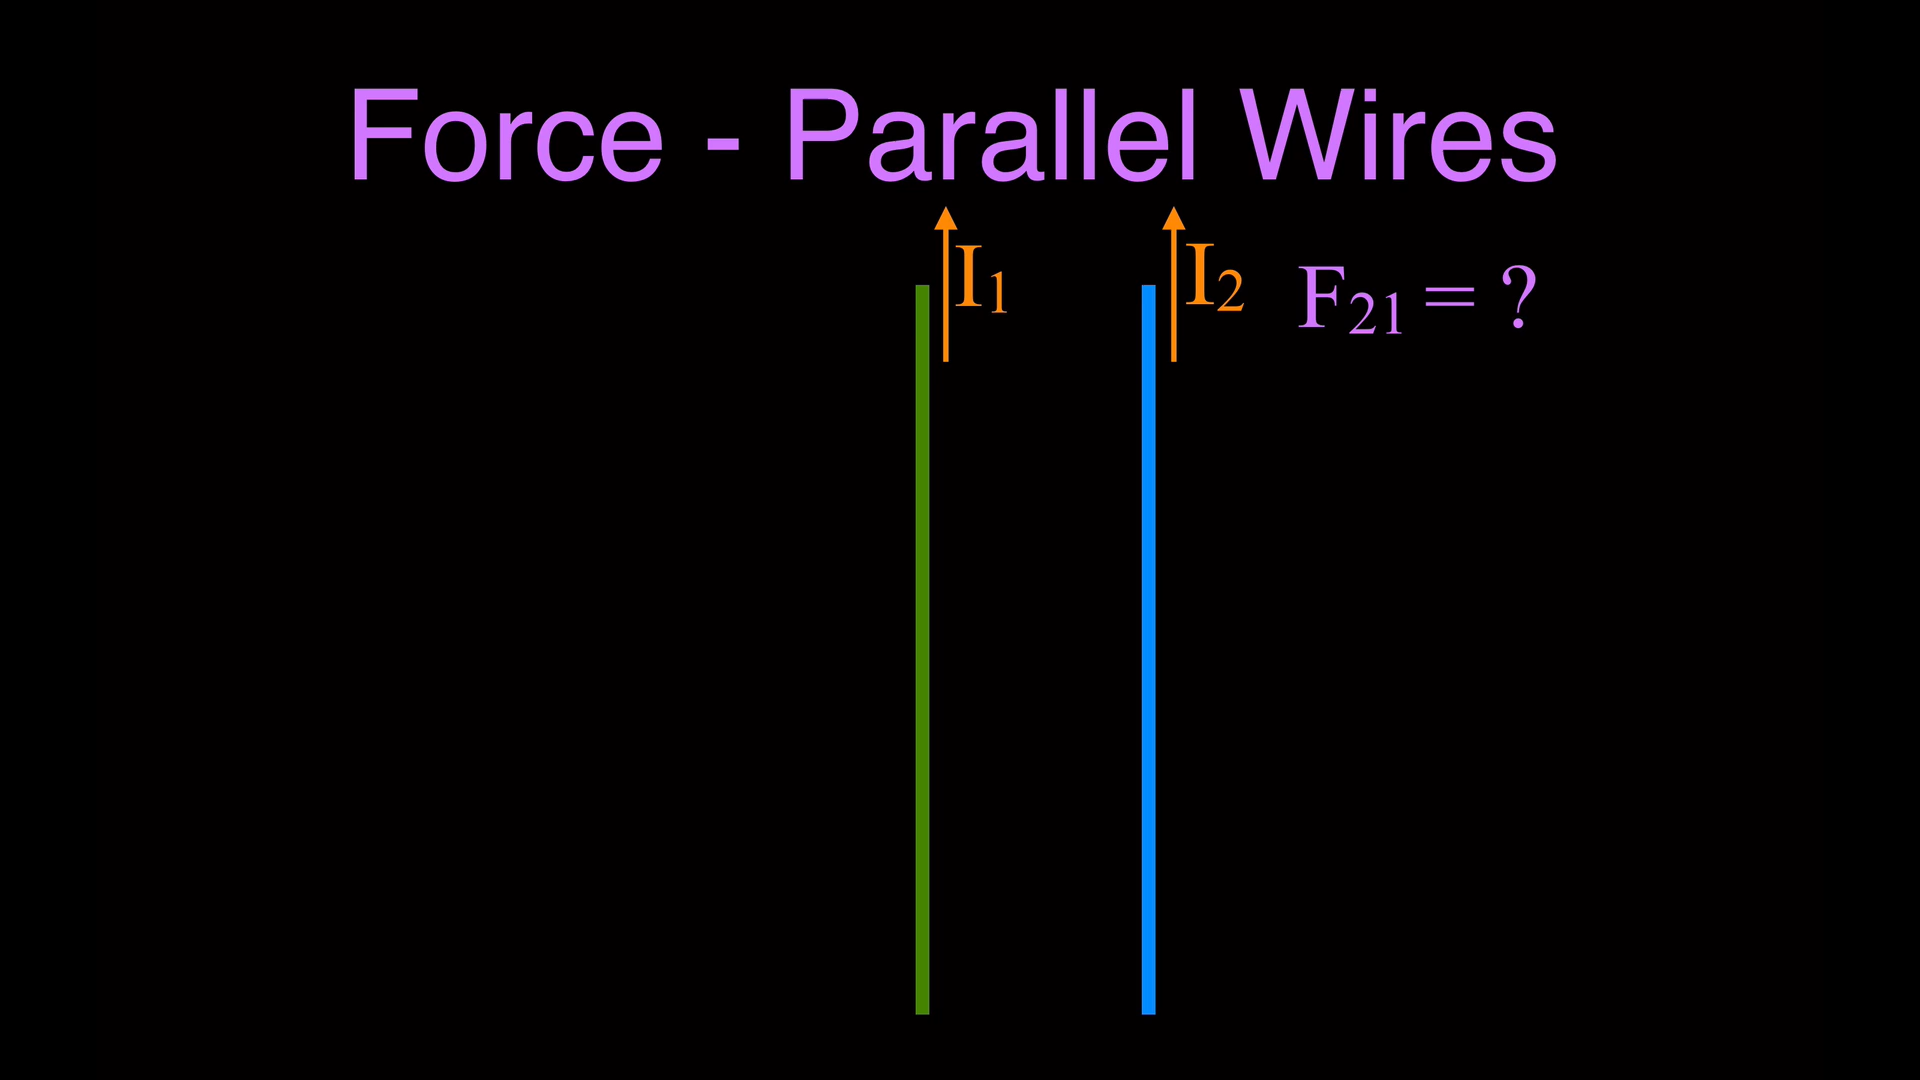 Force - Parallel Wires
I₁
I₂
F₂₁ = ?